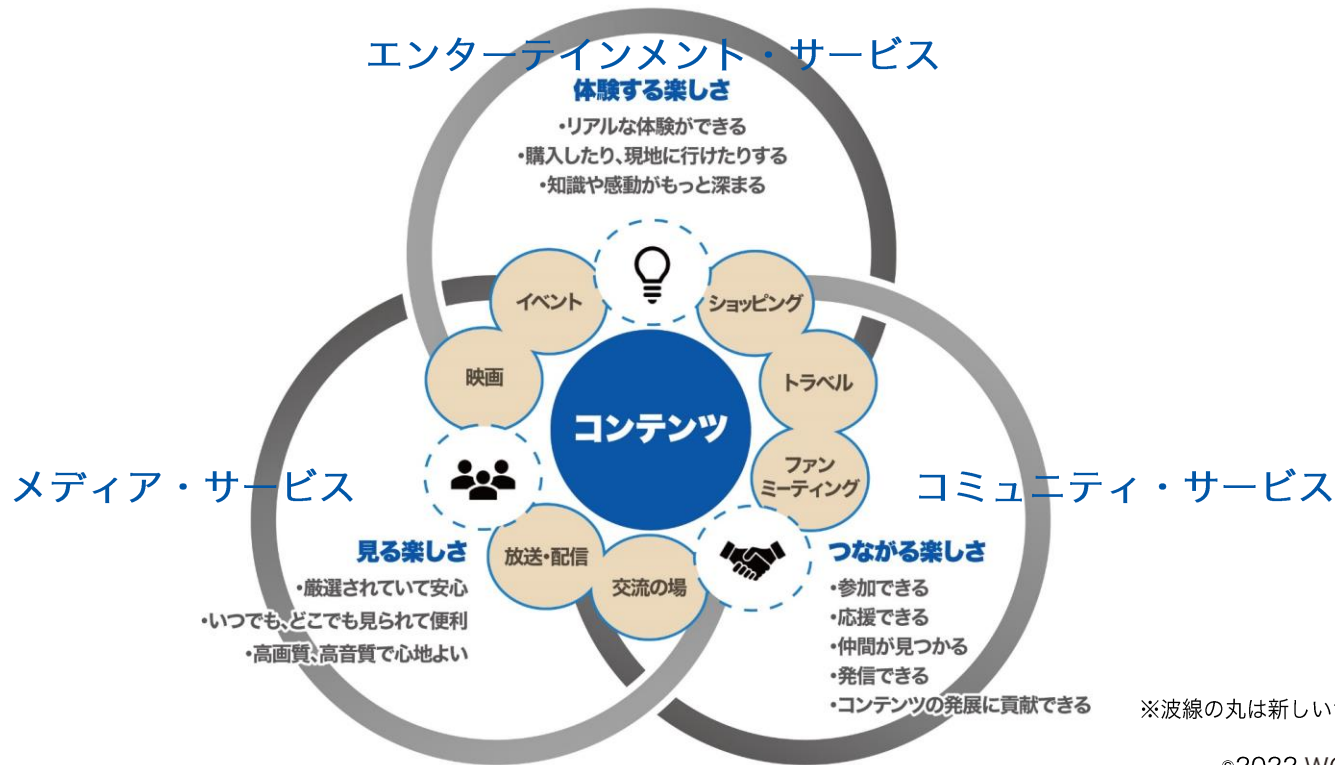 エンターテインメント・サービス
体験する楽しさ
・リアルな体験ができる
・購入したり、現地に行けたりする
・知識や感動がもっと深まる
イベント
ショッピング
映画
トラベル
コンテンツ
ファン
ミーティング
メディア・サービス
コミュニティ・サービス
放送・配信
交流の場
見る楽しさ
・厳選されていて安心
・いつでも、どこでも見られて便利
・高画質、高音質で心地よい
つながる楽しさ
・参加できる
・応援できる
・仲間が見つかる
・発信できる
・コンテンツの発展に貢献できる
※波線の丸は新しい
©2022 WO